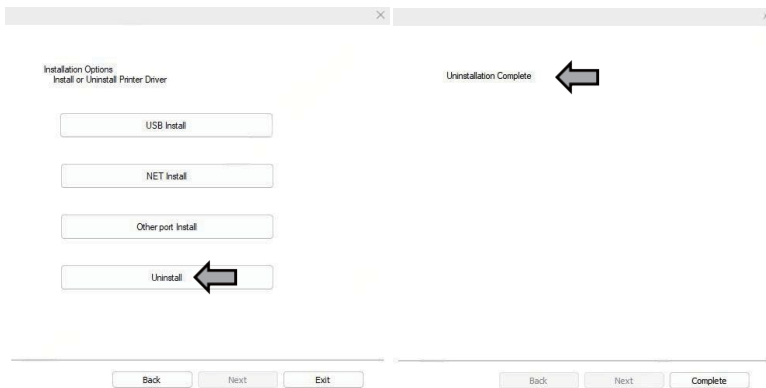 Installation Options
Install or Uninstall Printer Driver
USB Install
NET Install
Other port Install
Uninstall
Back Next Exit
Uninstallation Complete
Back Next Complete